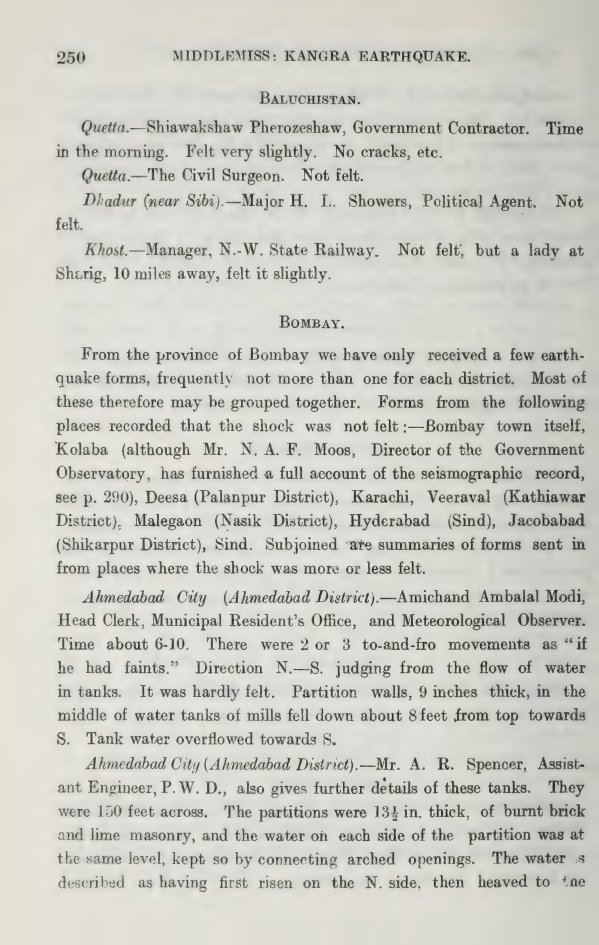 250 MIDDLEMISS: KANGRA EARTHQUAKE.
BALUCHISTAN.
Quetta.—Shiawakshaw Pherozeshaw, Government Contractor. Time
in the morning. Felt very slightly. No cracks, etc.
Quetta.—The Civil Surgeon. Not felt.
Dhadur (near Sibi).—Major H. L. Showers, Political Agent. Not
felt.
Khost.—Manager, N.-W. State Railway. Not felt, but a lady at
Sharig, 10 miles away, felt it slightly.
BOMBAY.
From the province of Bombay we have only received a few earth-
quake forms, frequently not more than one for each district. Most of
these therefore may be grouped together. Forms from the following
places recorded that the shock was not felt:—Bombay town itself,
Kolaba (although Mr. N. A. F. Moos, Director of the Government
Observatory, has furnished a full account of the seismographic record,
see p. 290), Deesa (Palanpur District), Karachi, Veeraval (Kathiawar
District), Malegaon (Nasik District), Hyderabad (Sind), Jacobabad
(Shikarpur District), Sind. Subjoined are summaries of forms sent in
from places where the shock was more or less felt.
Ahmedabad City (Ahmedabad District).—Amichand Ambalal Modi,
Head Clerk, Municipal Resident's Office, and Meteorological Observer.
Time about 6-10. There were 2 or 3 to-and-fro movements as "if
he had faints." Direction N.—S. judging from the flow of water
in tanks. It was hardly felt. Partition walls, 9 inches thick, in the
middle of water tanks of mills fell down about 8 feet from top towards
S. Tank water overflowed towards S.
Ahmedabad City (Ahmedabad District).—Mr. A. R. Spencer, Assist-
ant Engineer, P. W. D., also gives further details of these tanks. They
were 150 feet across. The partitions were 13½ in. thick, of burnt brick
and lime masonry, and the water on each side of the partition was at
the same level, kept so by connecting arched openings. The water s
described as having first risen on the N. side, then heaved to the